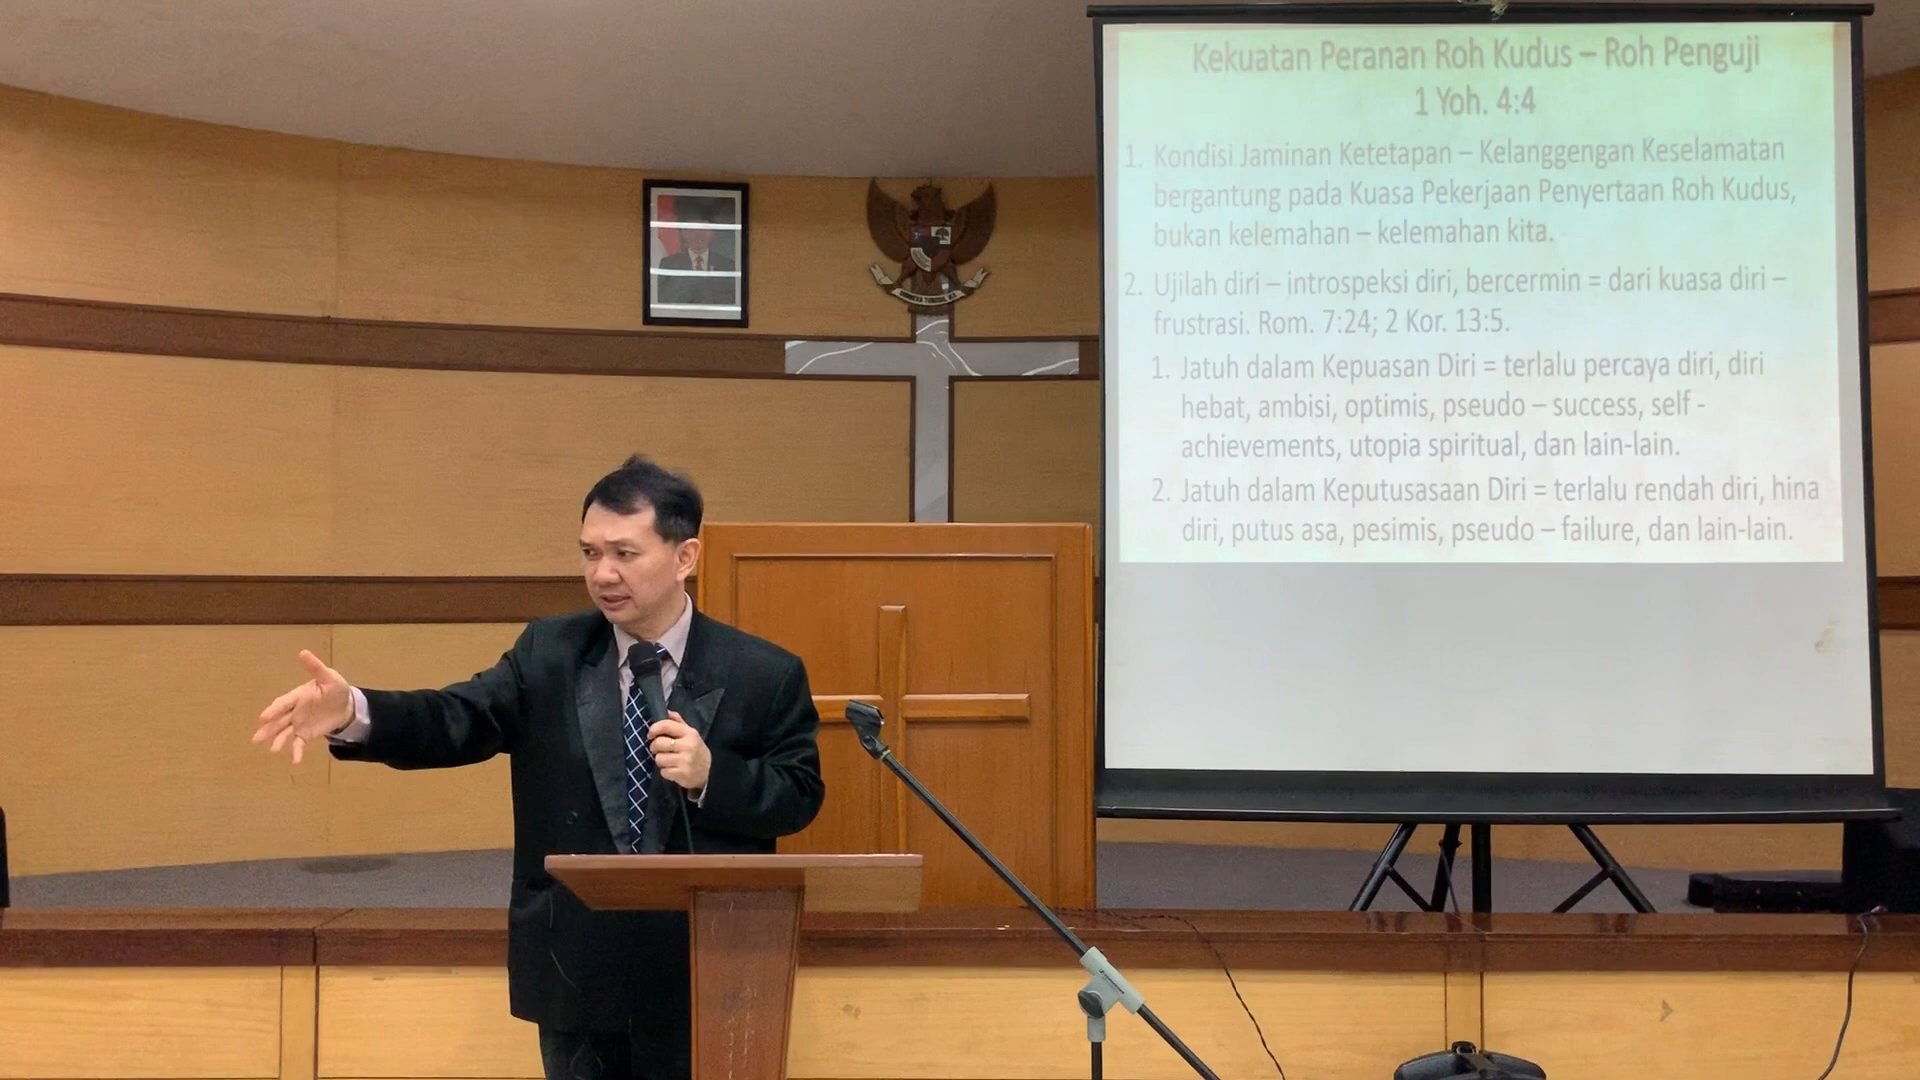 Kekuatan Peranan Roh Kudus – Roh Penguji
1 Yoh. 4:4
1. Kondisi Jaminan Ketetapan – Kelanggengan Keselamatan
bergantung pada Kuasa Pekerjaan Penyertaan Roh Kudus,
bukan kelemahan – kelemahan kita.
2. Ujilah diri – introspeksi diri, bercermin = dari kuasa diri –
frustrasi. Rom. 7:24; 2 Kor. 13:5.
1. Jatuh dalam Kepuasan Diri = terlalu percaya diri, diri
hebat, ambisi, optimis, pseudo – success, self -
achievements, utopia spiritual, dan lain-lain.
2. Jatuh dalam Keputusasaan Diri = terlalu rendah diri, hina
diri, putus asa, pesimis, pseudo – failure, dan lain-lain.